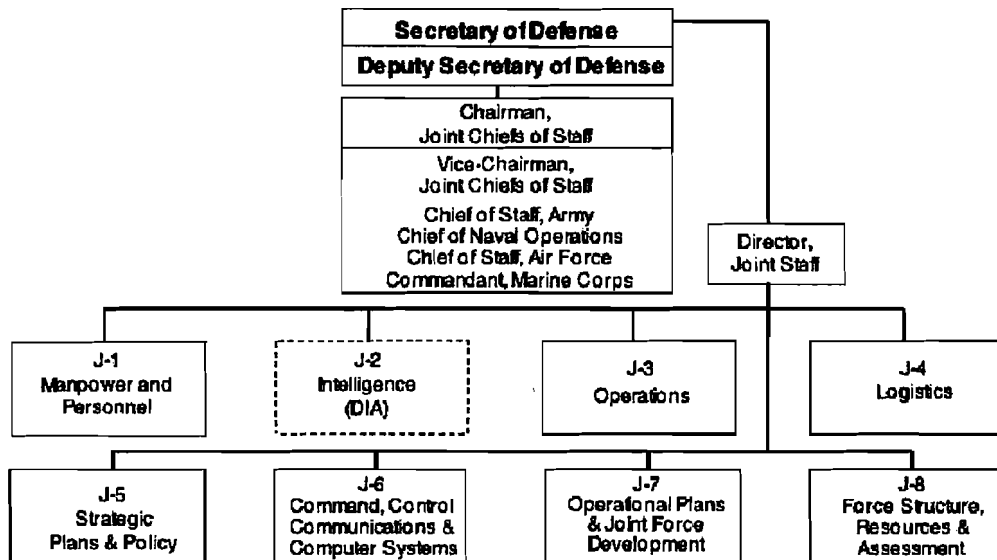 Secretary of Defense
Deputy Secretary of Defense
Chairman,
Joint Chiefs of Staff
Vice-Chairman,
Joint Chiefs of Staff
Chief of Staff, Army
Chief of Naval Operations
Chief of Staff, Air Force
Commandant, Marine Corps
Director,
Joint Staff
J-1
Manpower and
Personnel
J-2
Intelligence
(DIA)
J-3
Operations
J-4
Logistics
J-5
Strategic
Plans & Policy
J-6
Command, Control
Communications &
Computer Systems
J-7
Operational Plans
& Joint Force
Development
J-8
Force Structure,
Resources &
Assessment